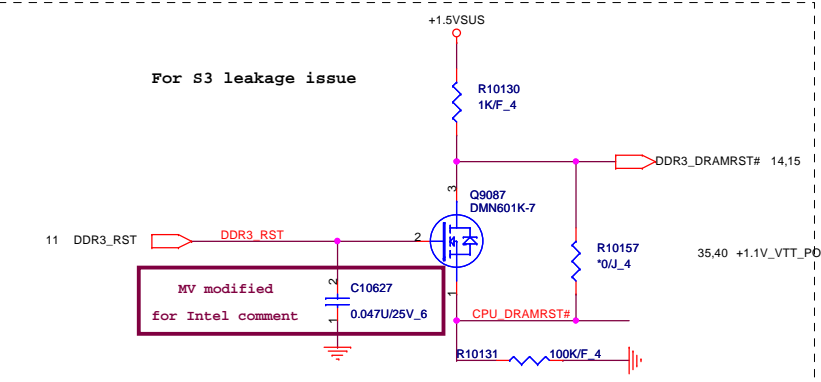 +1.5VSUS
For S3 leakage issue
R10130
1K/F_4
DDR3_DRAMRST# 14,15
3
Q9087
DMN601K-7
11 DDR3_RST
DDR3_RST
2
R10157
*0/J_4
35,40 +1.1V_VTT_PO
MV modified
for Intel comment
2
C10627
0.047U/25V_6
1
1
CPU_DRAMRST#
R10131
100K/F_4